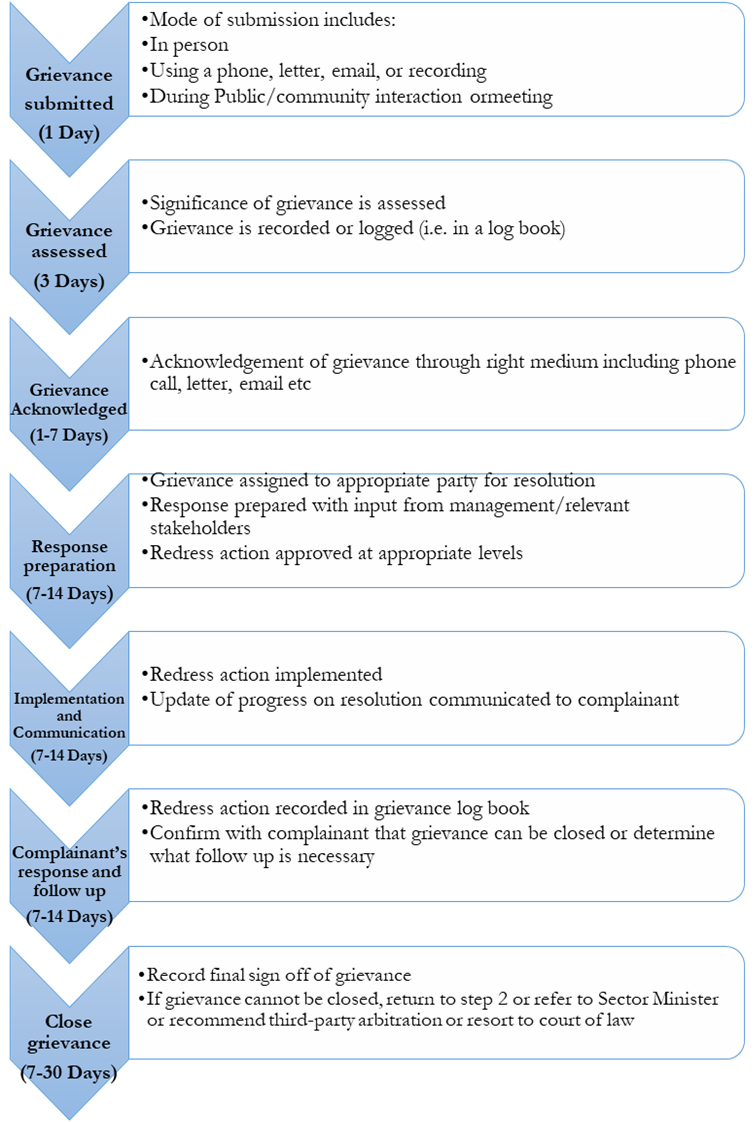 Grievance
submitted
(1 Day)
•Mode of submission includes:
•In person
•Using a phone, letter, email, or recording
•During Public/community interaction ormeeting
Grievance
assessed
(3 Days)
•Significance of grievance is assessed
•Grievance is recorded or logged (i.e. in a log book)
Grievance
Acknowledged
(1-7 Days)
•Acknowledgement of grievance through right medium including phone
call, letter, email etc
Response
preparation
(7-14 Days)
•Grievance assigned to appropriate party for resolution
•Response prepared with input from management/relevant
stakeholders
•Redress action approved at appropriate levels
Implementation
and
Communication
(7-14 Days)
•Redress action implemented
•Update of progress on resolution communicated to complainant
Complainant's
response and
follow up
(7-14 Days)
•Redress action recorded in grievance log book
•Confirm with complainant that grievance can be closed or determine
what follow up is necessary
Close
grievance
(7-30 Days)
•Record final sign off of grievance
•If grievance cannot be closed, return to step 2 or refer to Sector Minister
or recommend third-party arbitration or resort to court of law